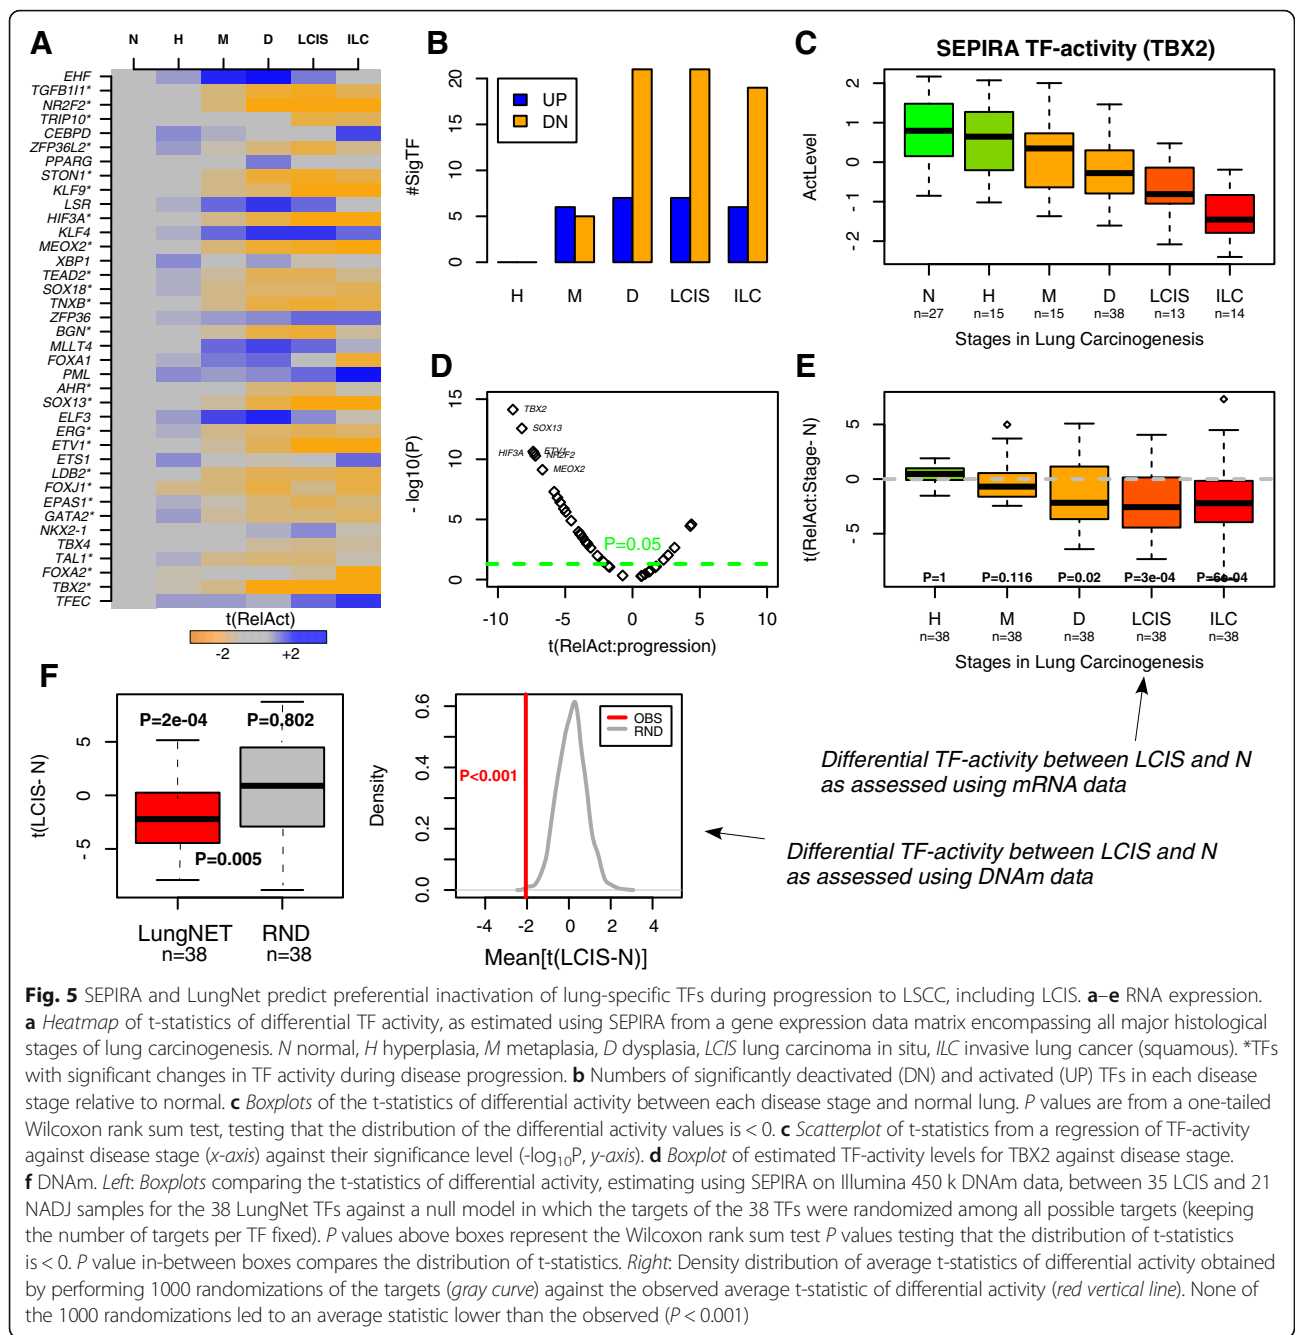 A
N H M D LCIS ILC
EHF
TGFB1I1*
NR2F2*
TRIP10*
CEBPD
ZFP36L2*
PPARG
STON1*
KLF9*
LSR
HIF3A*
KLF4
MEOX2*
XBP1
TEAD2*
SOX18*
TNXB*
ZFP36
BGN*
MLLT4
FOXA1
PML
AHR*
SOX13*
ELF3
ERG*
ETV1*
ETS1
LDB2*
FOXJ1*
EPAS1*
GATA2*
NKX2-1
TBX4
TAL1*
FOXA2*
TBX2*
TFEC
t(RelAct)
-2 +2
B
#SigTF
20
15
10
5
0
UP
DN
H M D LCIS ILC
C
SEPIRA TF-activity (TBX2)
ActLevel
2
1
0
- 1
- 2
N H M D LCIS ILC
n=27 n=15 n=15 n=38 n=13 n=14
Stages in Lung Carcinogenesis
D
- log10(P)
15
10
5
0
TBX2
SOX13
HIF3A ETV1
NR2F2
MEOX2
P=0.05
-10 -5 0 5 10
t(RelAct:progression)
E
t(RelAct:Stage- N)
5
0
-5
P=1 P=0.116 P=0.02 P=3e-04 P=6e-04
H M D LCIS ILC
n=38 n=38 n=38 n=38 n=38
Stages in Lung Carcinogenesis
F
t(LCIS- N)
5
0
- 5
P=2e-04 P=0.802
P=0.005
LungNET RND
n=38 n=38
Density
0.6
0.4
0.2
0.0
OBS
RND
P<0.001
-4 -2 0 2 4
Mean[t(LCIS-N)]
Differential TF-activity between LCIS and N
as assessed using mRNA data
Differential TF-activity between LCIS and N
as assessed using DNAm data
Fig. 5 SEPIRA and LungNet predict preferential inactivation of lung-specific TFs during progression to LSCC, including LCIS. a–e RNA expression.
a Heatmap of t-statistics of differential TF activity, as estimated using SEPIRA from a gene expression data matrix encompassing all major histological
stages of lung carcinogenesis. N normal, H hyperplasia, M metaplasia, D dysplasia, LCIS lung carcinoma in situ, ILC invasive lung cancer (squamous). *TFs
with significant changes in TF activity during disease progression. b Numbers of significantly deactivated (DN) and activated (UP) TFs in each disease
stage relative to normal. c Boxplots of the t-statistics of differential activity between each disease stage and normal lung. P values are from a one-tailed
Wilcoxon rank sum test, testing that the distribution of the differential activity values is < 0. c Scatterplot of t-statistics from a regression of TF-activity
against disease stage (x-axis) against their significance level (-log10P, y-axis). d Boxplot of estimated TF-activity levels for TBX2 against disease stage.
f DNAm. Left: Boxplots comparing the t-statistics of differential activity, estimating using SEPIRA on Illumina 450 k DNAm data, between 35 LCIS and 21
NADJ samples for the 38 LungNet TFs against a null model in which the targets of the 38 TFs were randomized among all possible targets (keeping
the number of targets per TF fixed). P values above boxes represent the Wilcoxon rank sum test P values testing that the distribution of t-statistics
is < 0. P value in-between boxes compares the distribution of t-statistics. Right: Density distribution of average t-statistics of differential activity obtained
by performing 1000 randomizations of the targets (gray curve) against the observed average t-statistic of differential activity (red vertical line). None of
the 1000 randomizations led to an average statistic lower than the observed (P < 0.001)